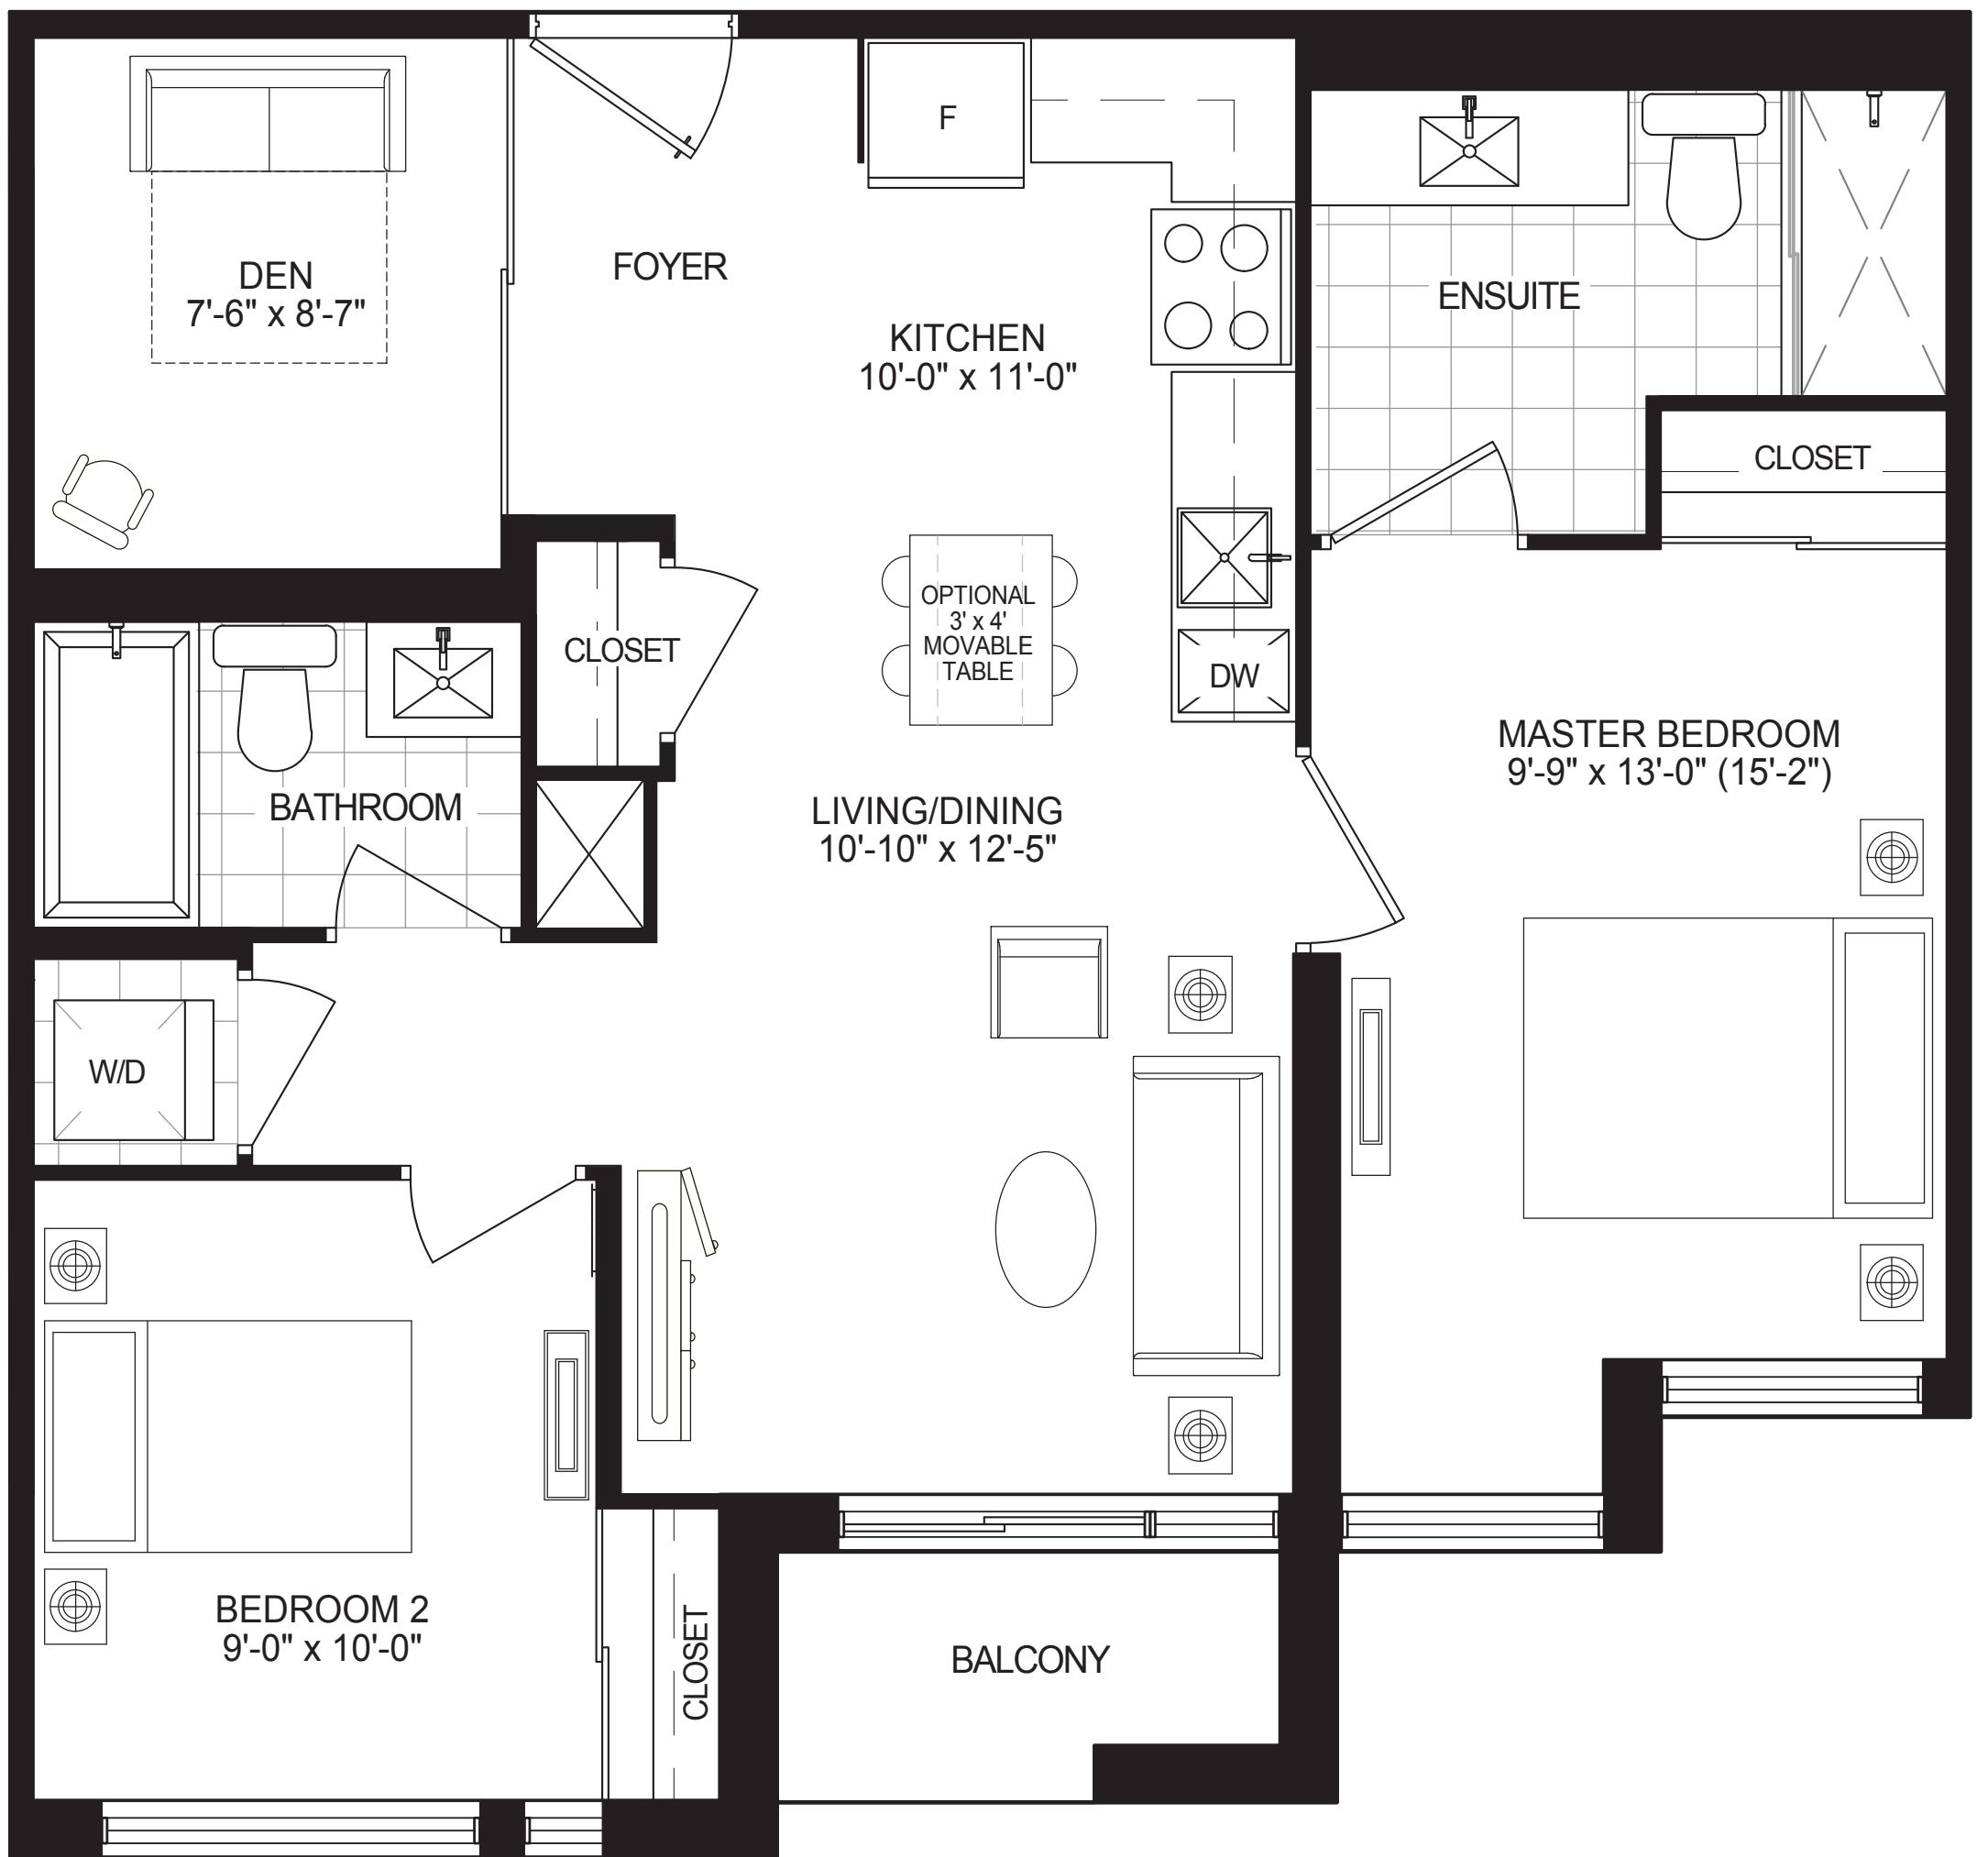 F
DEN
7'-6" x 8'-7"
FOYER
KITCHEN
10'-0" x 11'-0"
ENSUITE
CLOSET
OPTIONAL
3' x 4'
MOVABLE
TABLE
CLOSET
DW
MASTER BEDROOM
9'-9" x 13'-0" (15'-2")
BATHROOM
LIVING/DINING
10'-10" x 12'-5"
W/D
BEDROOM 2
9'-0" x 10'-0"
CLOSET
BALCONY